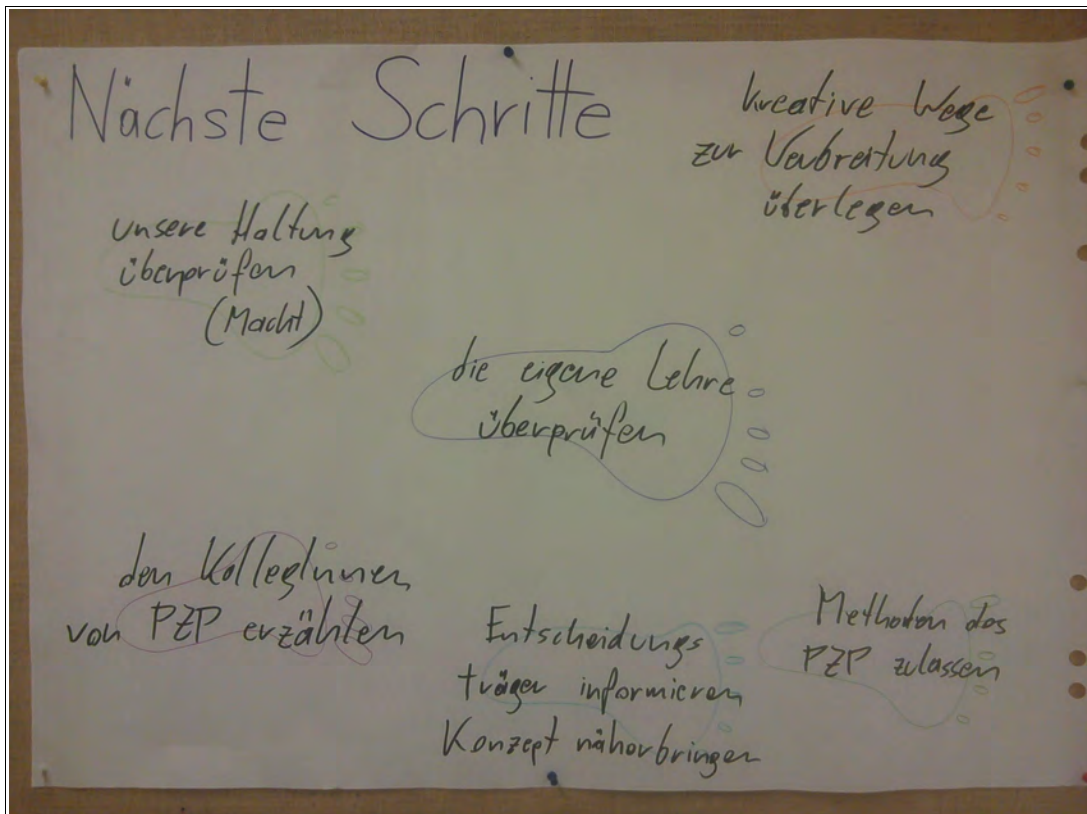 Nächste Schritte
kreative Wege
zur Verbreitung
überlegen
unsere Haltung
überprüfen
(Macht)
die eigene Lehre
überprüfen
den KollegInnen
von PZP erzählen
Entscheidungs
träger informieren
Konzept näherbringen
Methoden des
PZP zulassen